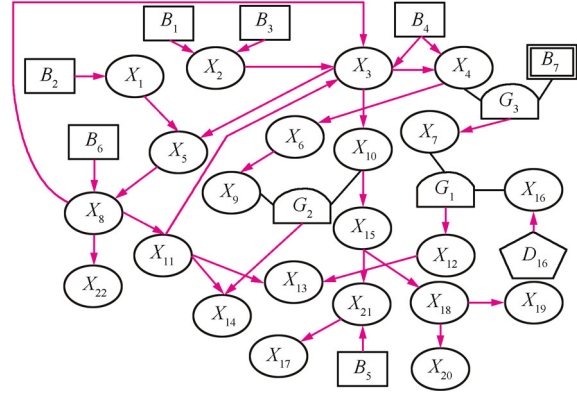 B₁ B₃ B₄
B₂ X₁ X₂ X₃ X₄ B₇
G₃
B₆ X₅ X₆ X₁₀ X₇
X₈ X₉ G₂ G₁ X₁₆
X₁₁ X₁₅ X₁₂ D₁₆
X₂₂ X₁₃
X₁₄ X₂₁ X₁₈ X₁₉
X₁₇ B₅ X₂₀